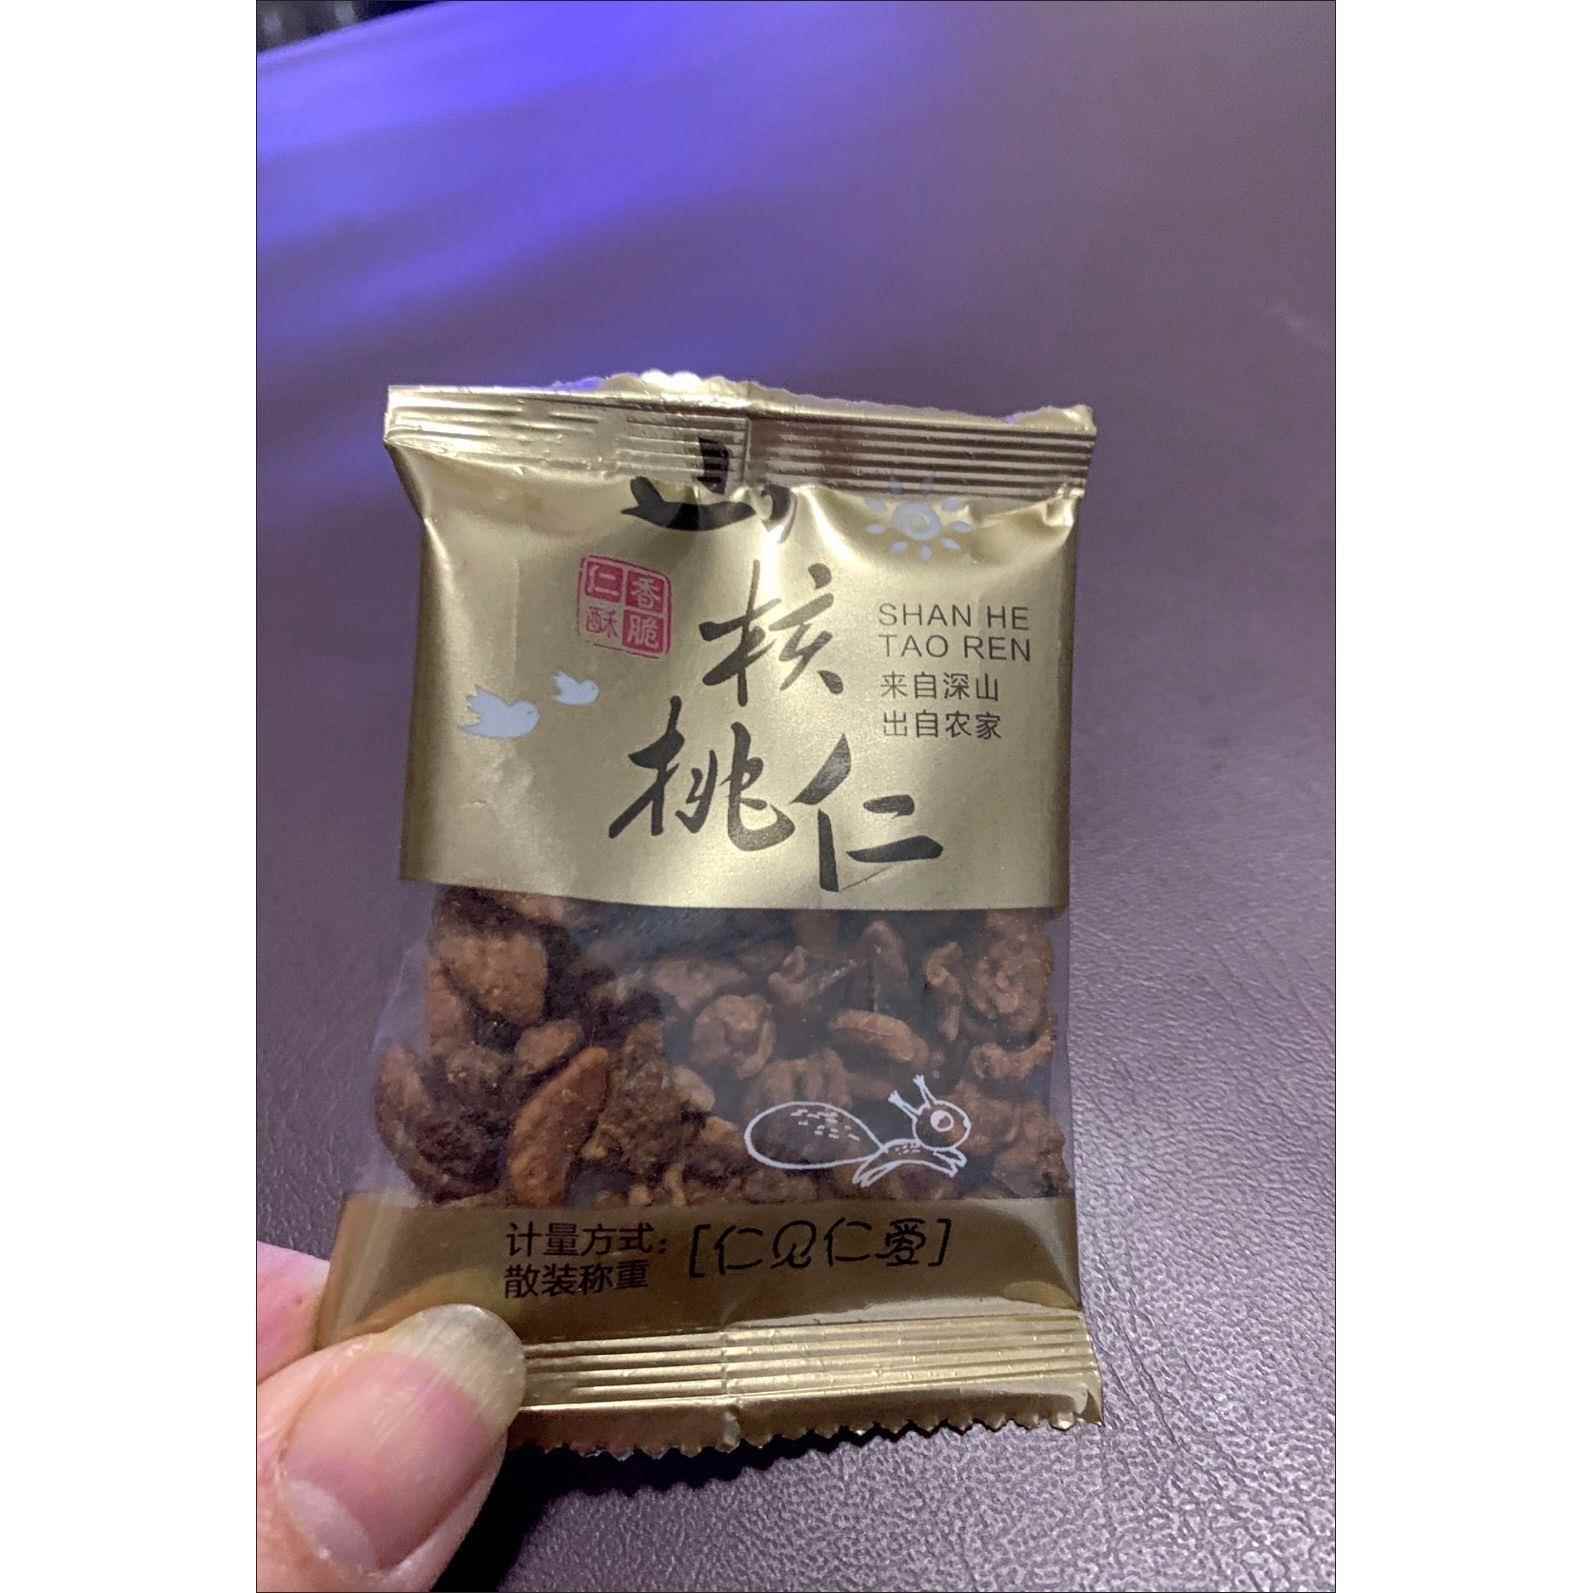 山
核
桃仁
香脆
仁酥
SHAN HE
TAO REN
来自深山
出自农家
计量方式:
散装称重
[仁见仁爱]